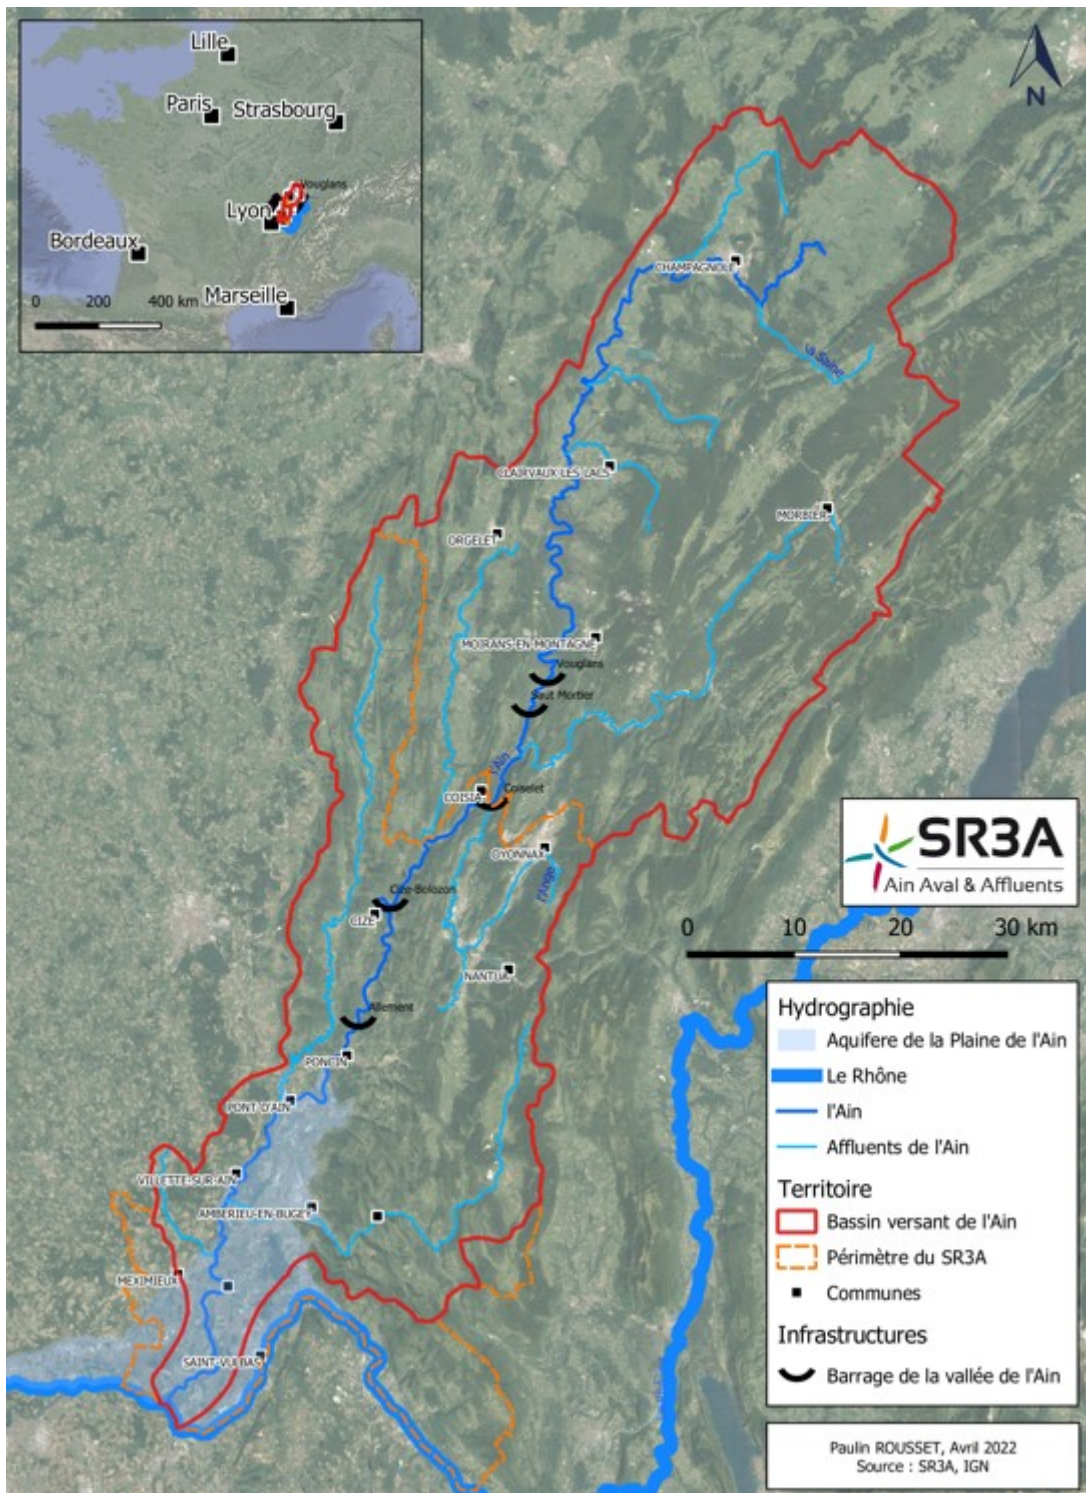 Lille
Paris
Strasbourg
Vouglans
Lyon
Bordeaux
Marseille
0 200 400 km
N
CHAMPAGNOLE
la Saine
CLAIRVAUX-LES-LACS
MORBIER
ORGELET
MOIRANS-EN-MONTAGNE
Vouglans
Saut Mortier
l'Ain
COISIA
Coiselet
OYONNAX
l'Ange
Cize-Bolozon
CIZE
NANTUA
Allement
PONCIN
PONT-D'AIN
VILLETTE-SUR-AIN
AMBERIEU-EN-BUGEY
MEXIMIEUX
SAINT-VULBAS
SR3A
Ain Aval & Affluents
0 10 20 30 km
Hydrographie
Aquifere de la Plaine de l'Ain
Le Rhône
l'Ain
Affluents de l'Ain
Territoire
Bassin versant de l'Ain
Périmètre du SR3A
Communes
Infrastructures
Barrage de la vallée de l'Ain
Paulin ROUSSET, Avril 2022
Source : SR3A, IGN